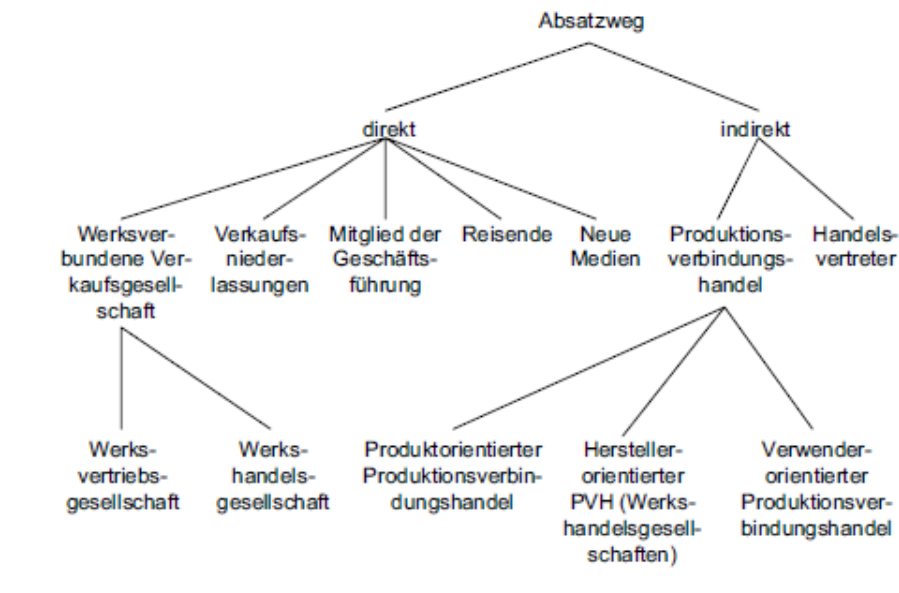 Absatzweg
direkt
indirekt
Werksver-
bundene Ver-
kaufsgesell-
schaft
Verkaufs-
nieder-
lassungen
Mitglied der
Geschäfts-
führung
Reisende
Neue
Medien
Produktions-
verbindungs-
handel
Handels-
vertreter
Werks-
vertriebs-
gesellschaft
Werks-
handels-
gesellschaft
Produktorientierter
Produktionsverbin-
dungshandel
Hersteller-
orientierter
PVH (Werks-
handelsgesell-
schaften)
Verwender-
orientierter
Produktionsver-
bindungshandel